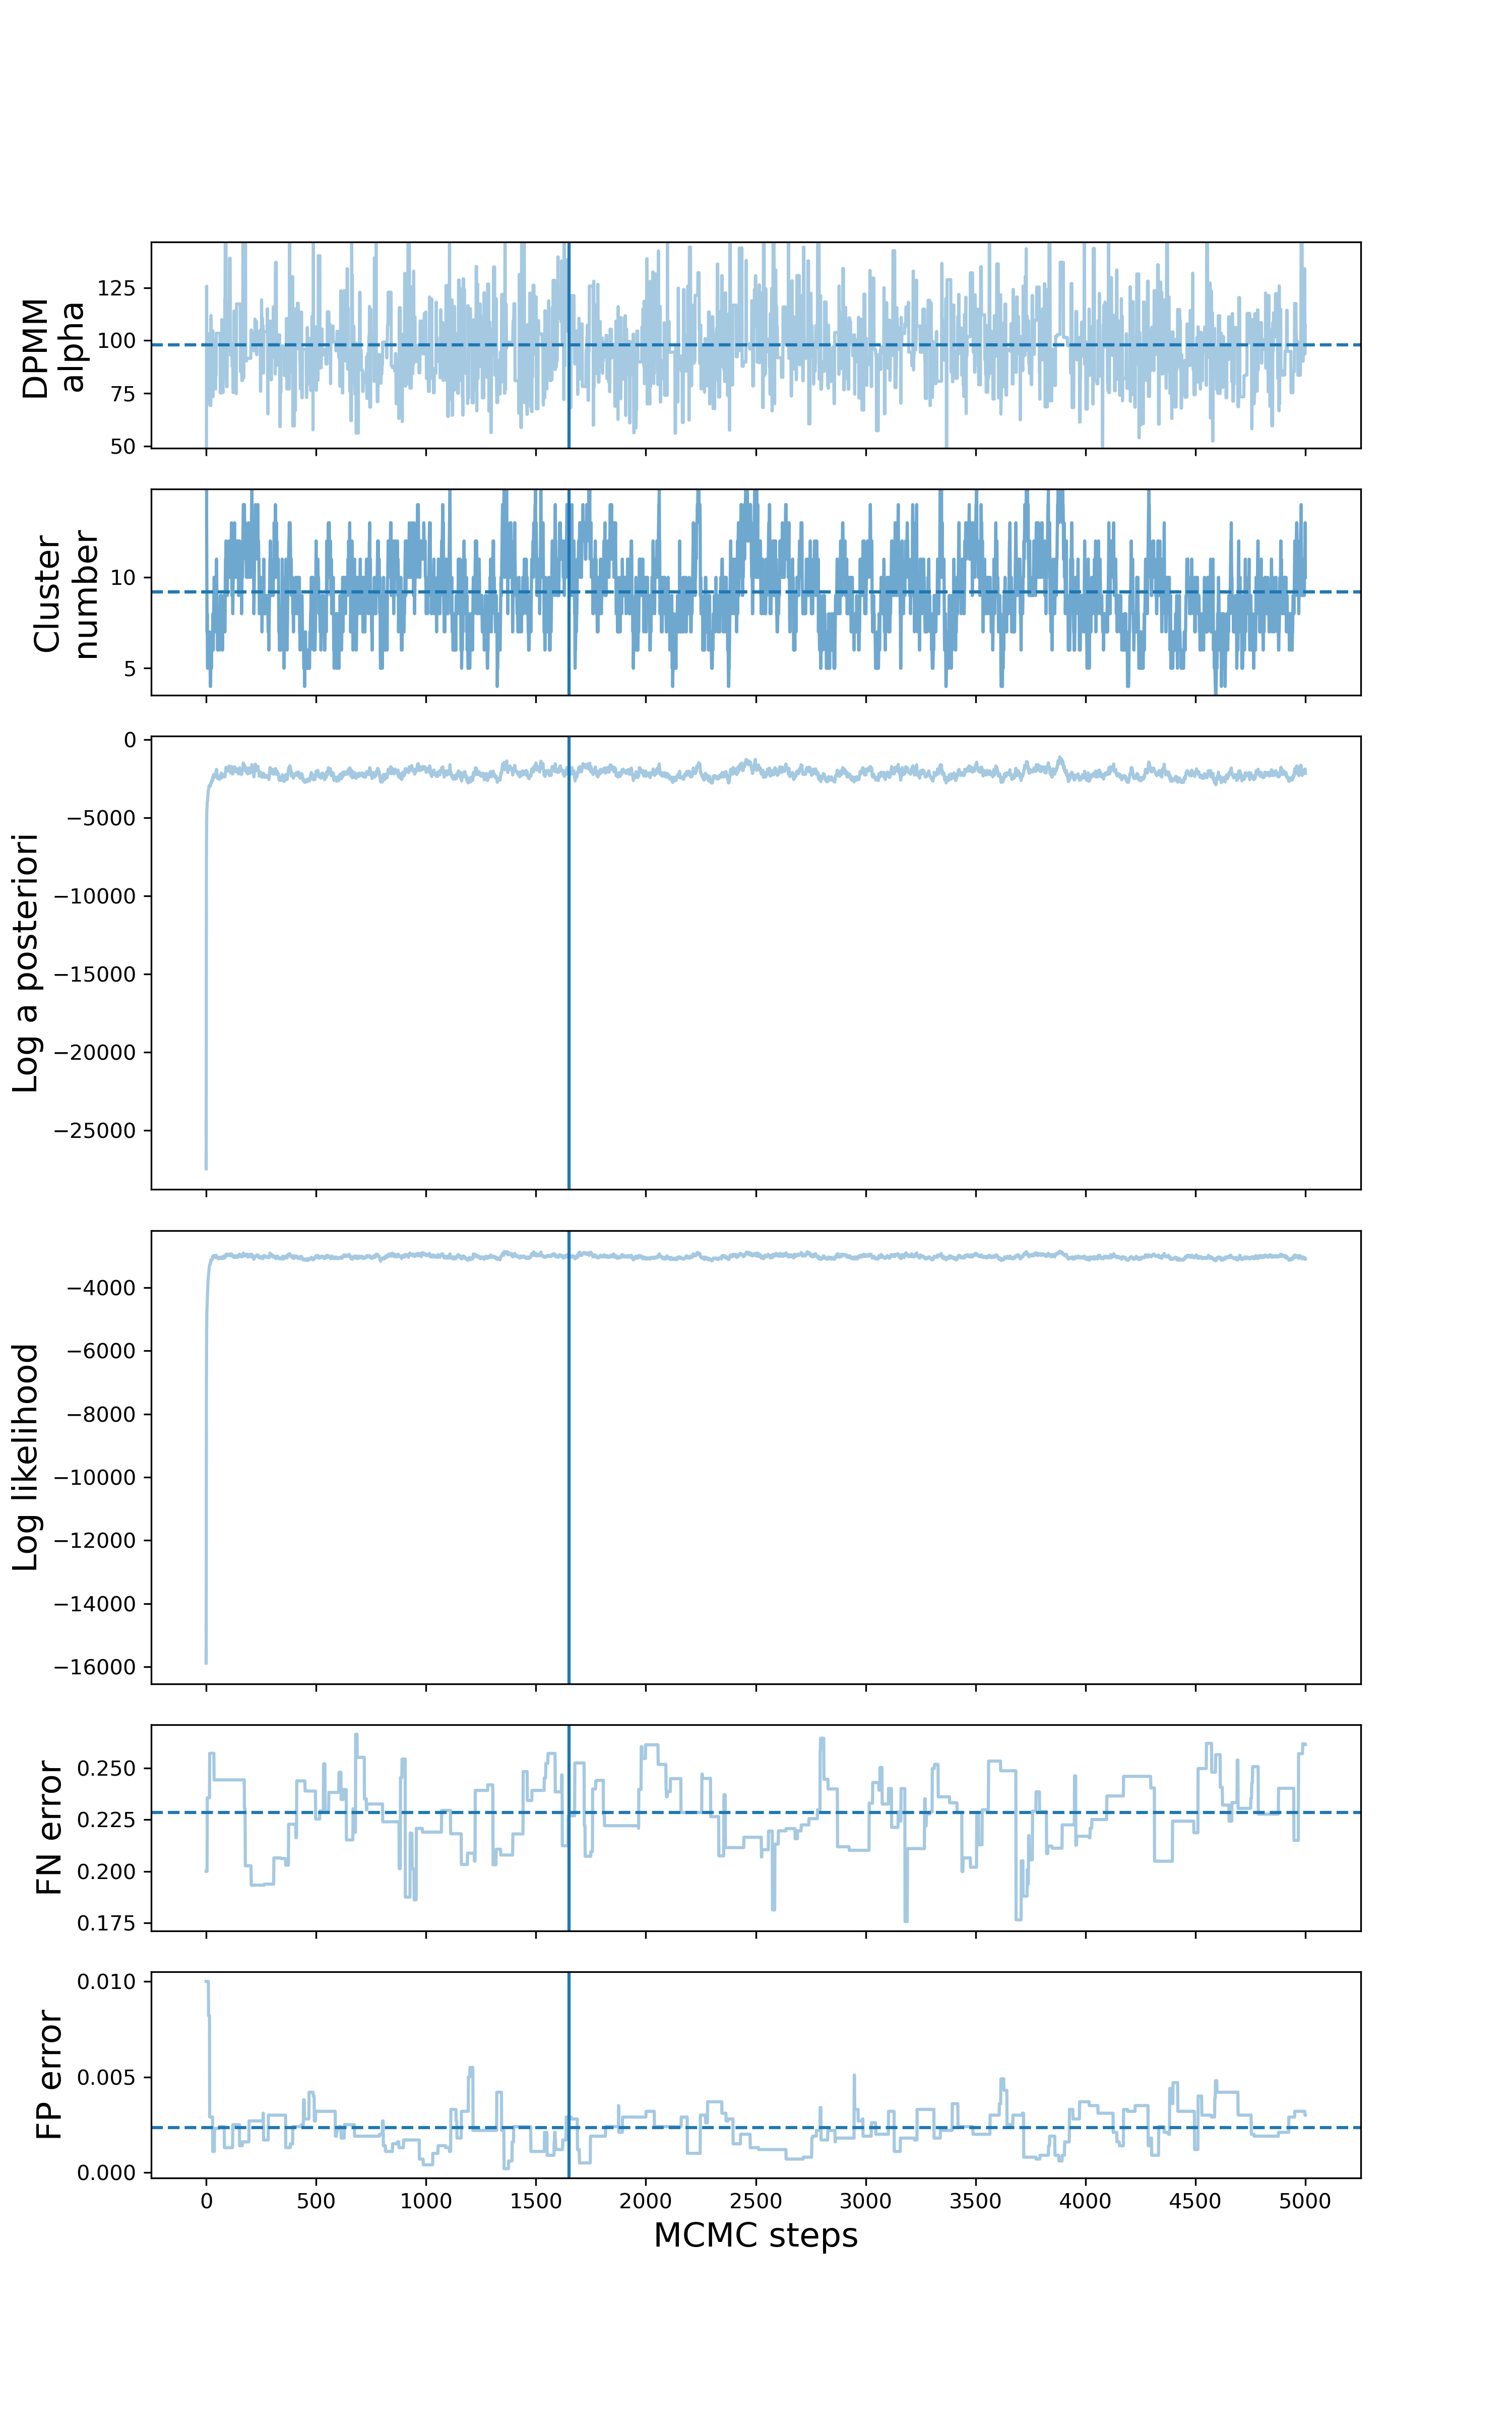 DPMM
alpha
125
100
75
50
Cluster
number
10
5
Log a posteriori
0
−5000
−10000
−15000
−20000
−25000
Log likelihood
−4000
−6000
−8000
−10000
−12000
−14000
−16000
FN error
0.250
0.225
0.200
0.175
FP error
0.010
0.005
0.000
0 500 1000 1500 2000 2500 3000 3500 4000 4500 5000
MCMC steps